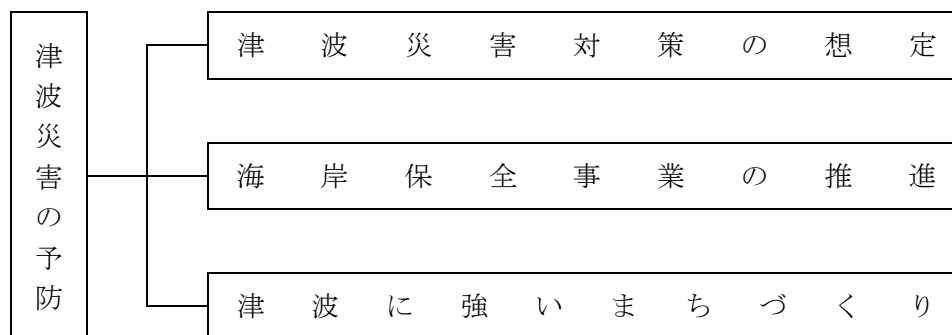 津波災害の予防
津波災害対策の想定
海岸保全事業の推進
津波に強いまちづくり